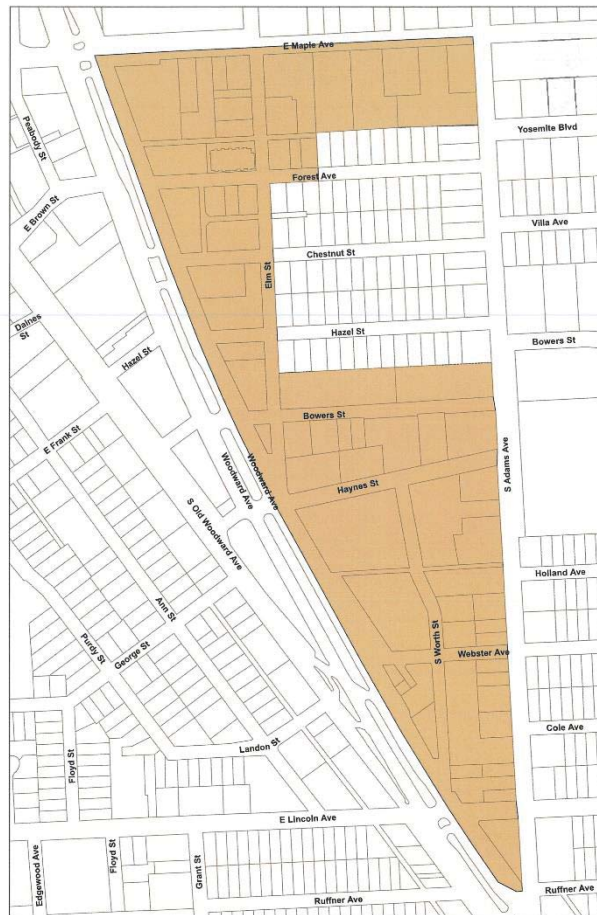 E Maple Ave
Peabody St
Yosemite Blvd
Forest Ave
E Brown St
Villa Ave
Chestnut St
Elm St
Daines
St
Hazel St
Hazel St
Bowers St
Bowers St
E Frank St
Woodward Ave
Woodward Ave
S Adams Ave
Haynes St
S Old Woodward Ave
Holland Ave
Ann St
Purdy St
George St
S Worth St
Webster Ave
Landon St
Cole Ave
Floyd St
E Lincoln Ave
Edgewood Ave
Floyd St
Grant St
Ruffner Ave
Ruffner Ave